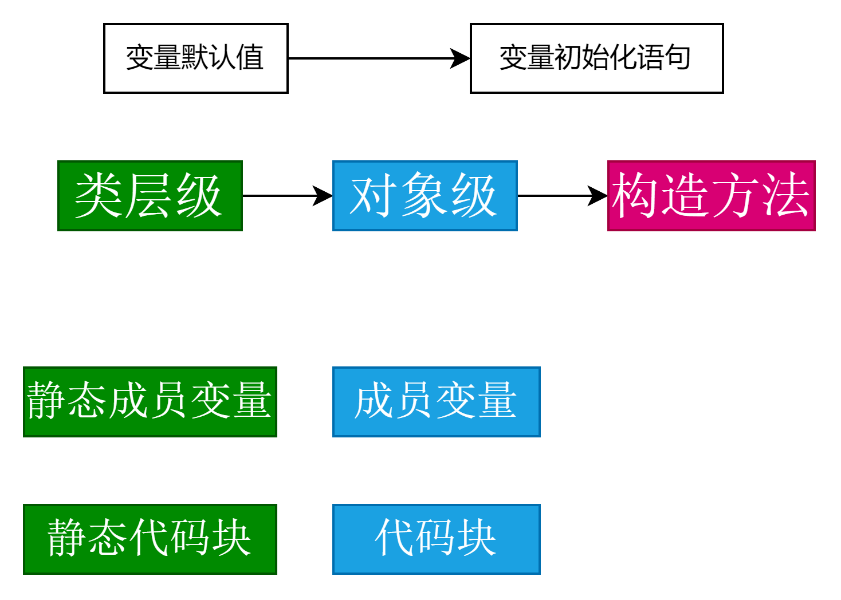 变量默认值
变量初始化语句
类层级
对象级
构造方法
静态成员变量
成员变量
静态代码块
代码块